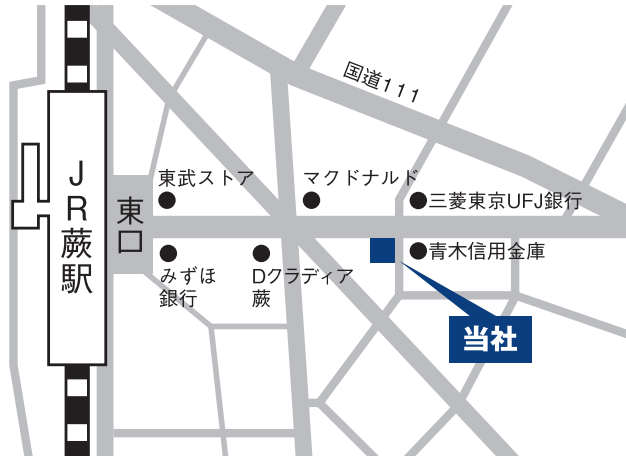 国道111
JR蕨駅
東口
東武ストア
マクドナルド
三菱東京UFJ銀行
みずほ
銀行
Dクラディア
蕨
青木信用金庫
当社